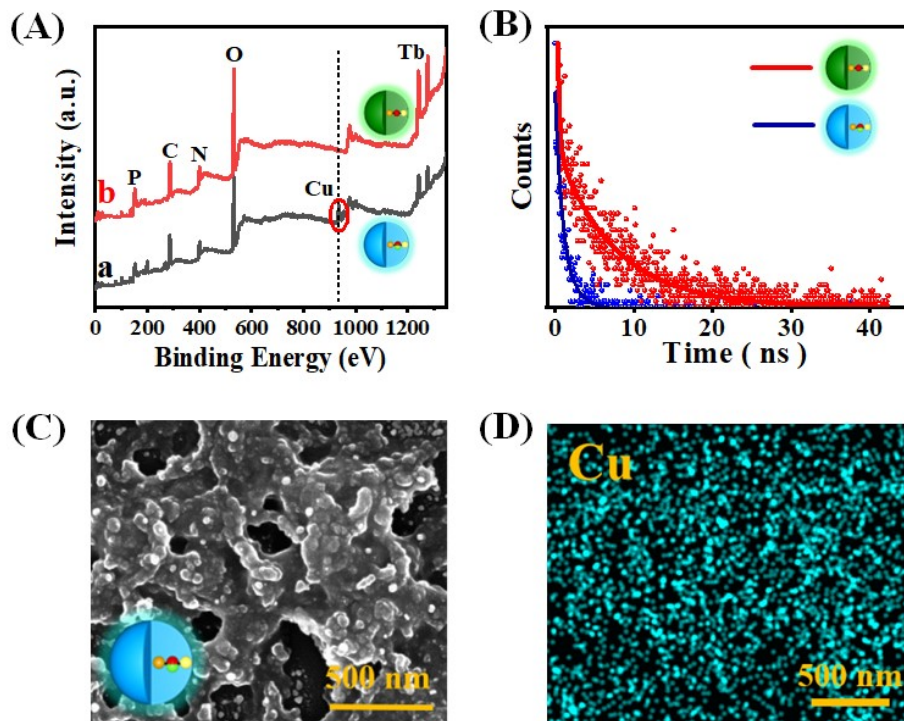 (A)
Intensity (a.u.)
P
C
N
O
Cu
Tb
b
a
0 200 400 600 800 1000 1200
Binding Energy (eV)
(B)
Counts
0 10 20 30 40
Time ( ns )
(C)
500 nm
(D)
Cu
500 nm